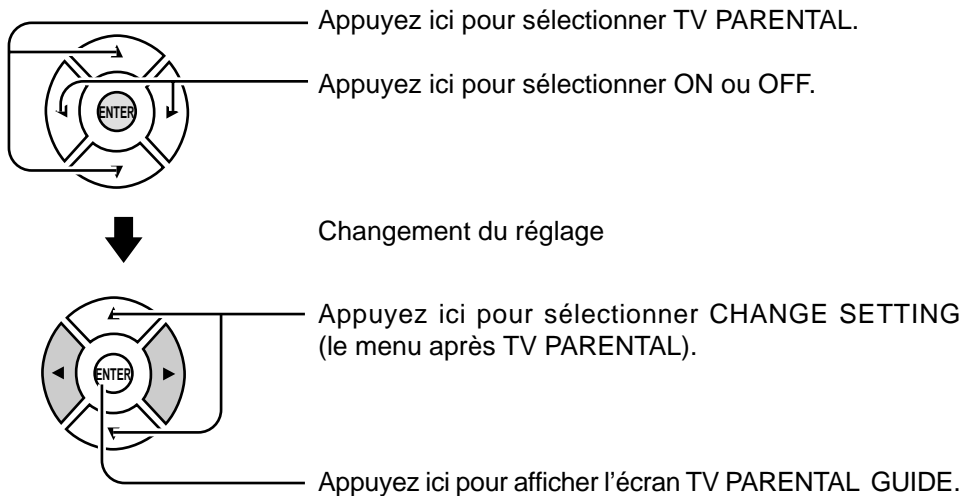 Appuyez ici pour sélectionner TV PARENTAL.
Appuyez ici pour sélectionner ON ou OFF.
ENTER
Changement du réglage
Appuyez ici pour sélectionner CHANGE SETTING
(le menu après TV PARENTAL).
ENTER
Appuyez ici pour afficher l'écran TV PARENTAL GUIDE.